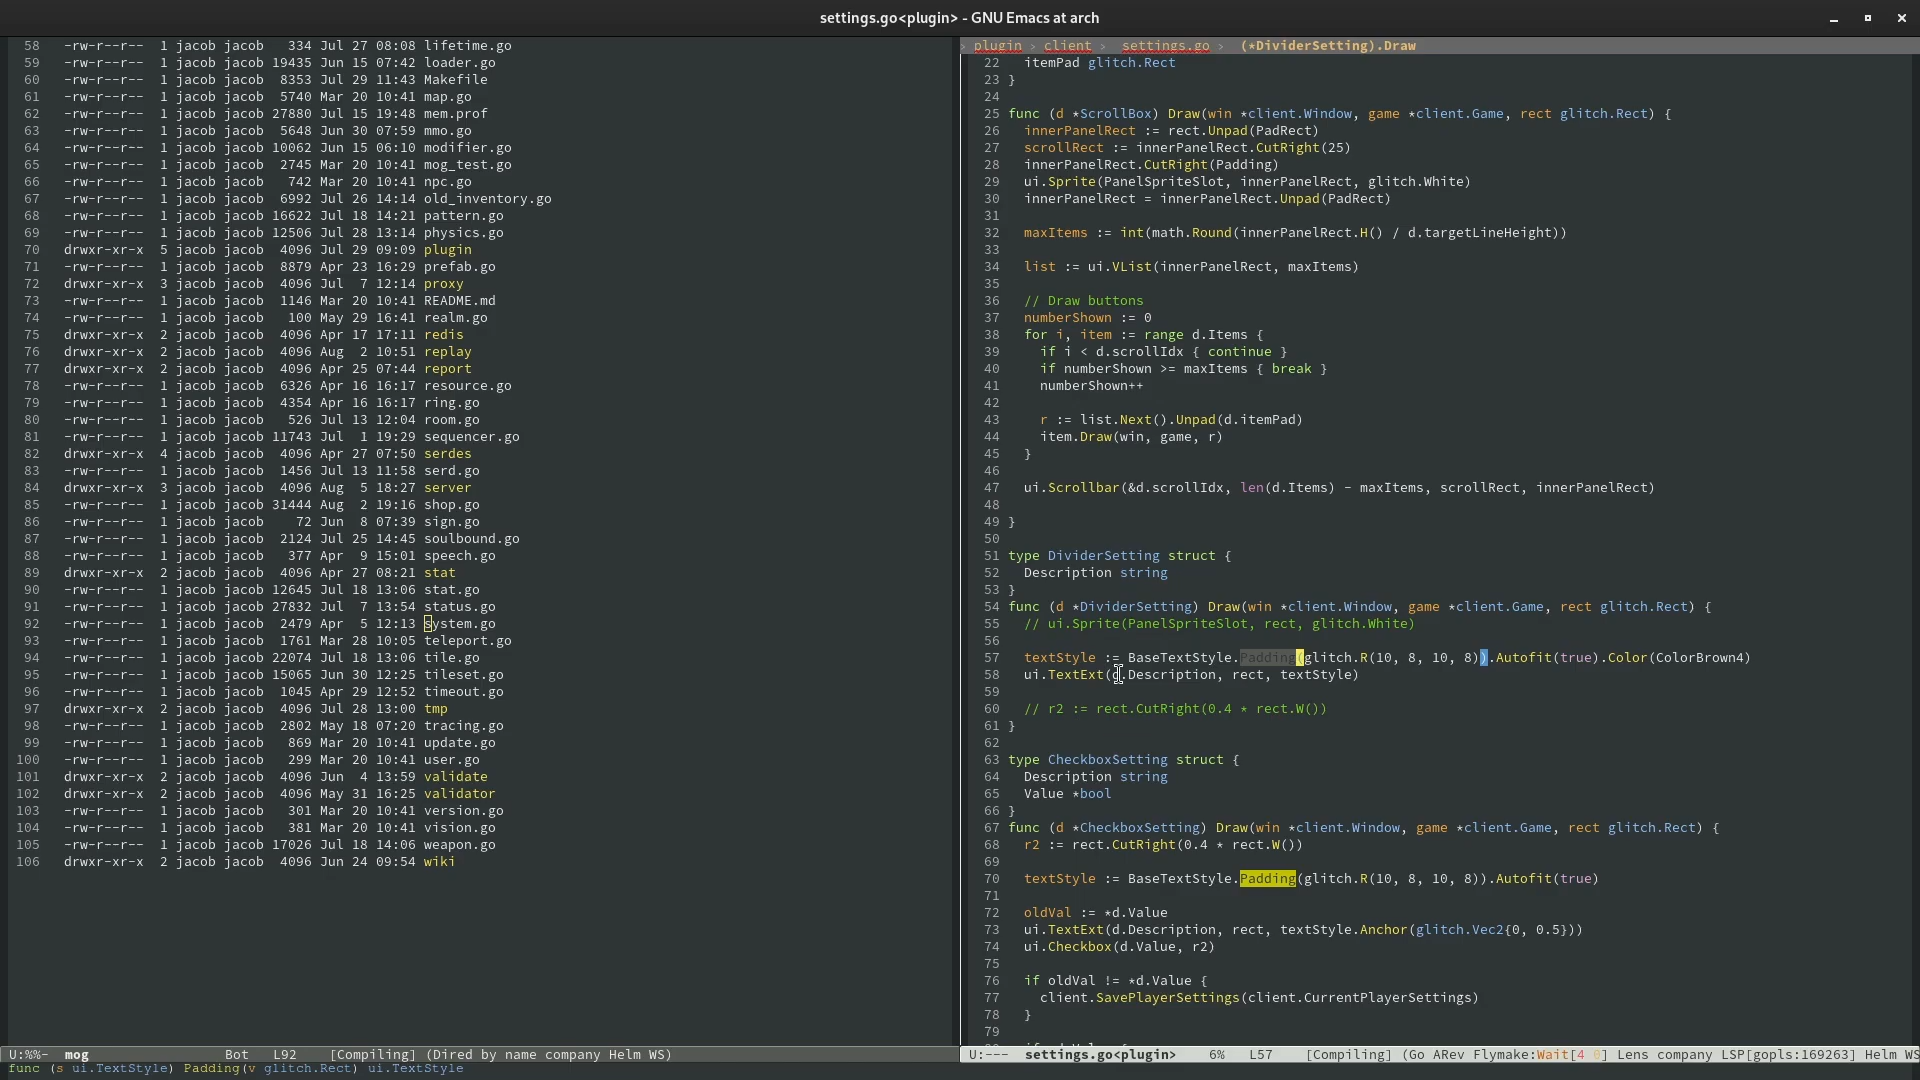 settings.go<plugin> - GNU Emacs at arch
58 -rw-r--r-- 1 jacob jacob 334 Jul 27 08:08 lifetime.go
59 -rw-r--r-- 1 jacob jacob 19435 Jun 15 07:42 loader.go
60 -rw-r--r-- 1 jacob jacob 8353 Jul 29 11:43 Makefile
61 -rw-r--r-- 1 jacob jacob 5740 Mar 20 10:41 map.go
62 -rw-r--r-- 1 jacob jacob 27880 Jul 15 19:48 mem.prof
63 -rw-r--r-- 1 jacob jacob 5648 Jun 30 07:59 mmo.go
64 -rw-r--r-- 1 jacob jacob 10062 Jun 15 06:10 modifier.go
65 -rw-r--r-- 1 jacob jacob 2745 Mar 20 10:41 mog_test.go
66 -rw-r--r-- 1 jacob jacob 742 Mar 20 10:41 npc.go
67 -rw-r--r-- 1 jacob jacob 6992 Jul 26 14:14 old_inventory.go
68 -rw-r--r-- 1 jacob jacob 16622 Jul 18 14:21 pattern.go
69 -rw-r--r-- 1 jacob jacob 12506 Jul 28 13:14 physics.go
70 drwxr-xr-x 5 jacob jacob 4096 Jul 29 09:09 plugin
71 -rw-r--r-- 1 jacob jacob 8879 Apr 23 16:29 prefab.go
72 drwxr-xr-x 3 jacob jacob 4096 Jul 7 12:14 proxy
73 -rw-r--r-- 1 jacob jacob 1146 Mar 20 10:41 README.md
74 -rw-r--r-- 1 jacob jacob 100 May 29 16:41 realm.go
75 drwxr-xr-x 2 jacob jacob 4096 Apr 17 17:11 redis
76 drwxr-xr-x 2 jacob jacob 4096 Aug 2 10:51 replay
77 drwxr-xr-x 2 jacob jacob 4096 Apr 25 07:44 report
78 -rw-r--r-- 1 jacob jacob 6326 Apr 16 16:17 resource.go
79 -rw-r--r-- 1 jacob jacob 4354 Apr 16 16:17 ring.go
80 -rw-r--r-- 1 jacob jacob 526 Jul 13 12:04 room.go
81 -rw-r--r-- 1 jacob jacob 11743 Jul 1 19:29 sequencer.go
82 drwxr-xr-x 4 jacob jacob 4096 Apr 27 07:50 serdes
83 -rw-r--r-- 1 jacob jacob 1456 Jul 13 11:58 serd.go
84 drwxr-xr-x 3 jacob jacob 4096 Aug 5 18:27 server
85 -rw-r--r-- 1 jacob jacob 31444 Aug 2 19:16 shop.go
86 -rw-r--r-- 1 jacob jacob 72 Jun 8 07:39 sign.go
87 -rw-r--r-- 1 jacob jacob 2124 Jul 25 14:45 soulbound.go
88 -rw-r--r-- 1 jacob jacob 377 Apr 9 15:01 speech.go
89 drwxr-xr-x 2 jacob jacob 4096 Apr 27 08:21 stat
90 -rw-r--r-- 1 jacob jacob 12645 Jul 18 13:06 stat.go
91 -rw-r--r-- 1 jacob jacob 27832 Jul 7 13:54 status.go
92 -rw-r--r-- 1 jacob jacob 2479 Apr 5 12:13 system.go
93 -rw-r--r-- 1 jacob jacob 1761 Mar 28 10:05 teleport.go
94 -rw-r--r-- 1 jacob jacob 22074 Jul 18 13:06 tile.go
95 -rw-r--r-- 1 jacob jacob 15065 Jun 30 12:25 tileset.go
96 -rw-r--r-- 1 jacob jacob 1045 Apr 29 12:52 timeout.go
97 drwxr-xr-x 2 jacob jacob 4096 Jul 28 13:00 tmp
98 -rw-r--r-- 1 jacob jacob 2802 May 18 07:20 tracing.go
99 -rw-r--r-- 1 jacob jacob 869 Mar 20 10:41 update.go
100 -rw-r--r-- 1 jacob jacob 299 Mar 20 10:41 user.go
101 drwxr-xr-x 2 jacob jacob 4096 Jun 4 13:59 validate
102 drwxr-xr-x 2 jacob jacob 4096 May 31 16:25 validator
103 -rw-r--r-- 1 jacob jacob 301 Mar 20 10:41 version.go
104 -rw-r--r-- 1 jacob jacob 381 Mar 20 10:41 vision.go
105 -rw-r--r-- 1 jacob jacob 17026 Jul 18 14:06 weapon.go
106 drwxr-xr-x 2 jacob jacob 4096 Jun 24 09:54 wiki
U:%%- mog Bot L92 [Compiling] (Dired by name company Helm WS)
func (s ui.TextStyle) Padding(v glitch.Rect) ui.TextStyle
› plugin › client › settings.go › (*DividerSetting).Draw
22 itemPad glitch.Rect
23 }
24
25 func (d *ScrollBox) Draw(win *client.Window, game *client.Game, rect glitch.Rect) {
26 innerPanelRect := rect.Unpad(PadRect)
27 scrollRect := innerPanelRect.CutRight(25)
28 innerPanelRect.CutRight(Padding)
29 ui.Sprite(PanelSpriteSlot, innerPanelRect, glitch.White)
30 innerPanelRect = innerPanelRect.Unpad(PadRect)
31
32 maxItems := int(math.Round(innerPanelRect.H() / d.targetLineHeight))
33
34 list := ui.VList(innerPanelRect, maxItems)
35
36 // Draw buttons
37 numberShown := 0
38 for i, item := range d.Items {
39 if i < d.scrollIdx { continue }
40 if numberShown >= maxItems { break }
41 numberShown++
42
43 r := list.Next().Unpad(d.itemPad)
44 item.Draw(win, game, r)
45 }
46
47 ui.Scrollbar(&d.scrollIdx, len(d.Items) - maxItems, scrollRect, innerPanelRect)
48
49 }
50
51 type DividerSetting struct {
52 Description string
53 }
54 func (d *DividerSetting) Draw(win *client.Window, game *client.Game, rect glitch.Rect) {
55 // ui.Sprite(PanelSpriteSlot, rect, glitch.White)
56
57 textStyle := BaseTextStyle.Padding(glitch.R(10, 8, 10, 8)).Autofit(true).Color(ColorBrown4)
58 ui.TextExt(d.Description, rect, textStyle)
59
60 // r2 := rect.CutRight(0.4 * rect.W())
61 }
62
63 type CheckboxSetting struct {
64 Description string
65 Value *bool
66 }
67 func (d *CheckboxSetting) Draw(win *client.Window, game *client.Game, rect glitch.Rect) {
68 r2 := rect.CutRight(0.4 * rect.W())
69
70 textStyle := BaseTextStyle.Padding(glitch.R(10, 8, 10, 8)).Autofit(true)
71
72 oldVal := *d.Value
73 ui.TextExt(d.Description, rect, textStyle.Anchor(glitch.Vec2{0, 0.5}))
74 ui.Checkbox(d.Value, r2)
75
76 if oldVal != *d.Value {
77 client.SavePlayerSettings(client.CurrentPlayerSettings)
78 }
79
U:--- settings.go<plugin> 6% L57 [Compiling] (Go ARev Flymake:Wait[4 0] Lens company LSP[gopls:169263] Helm WS